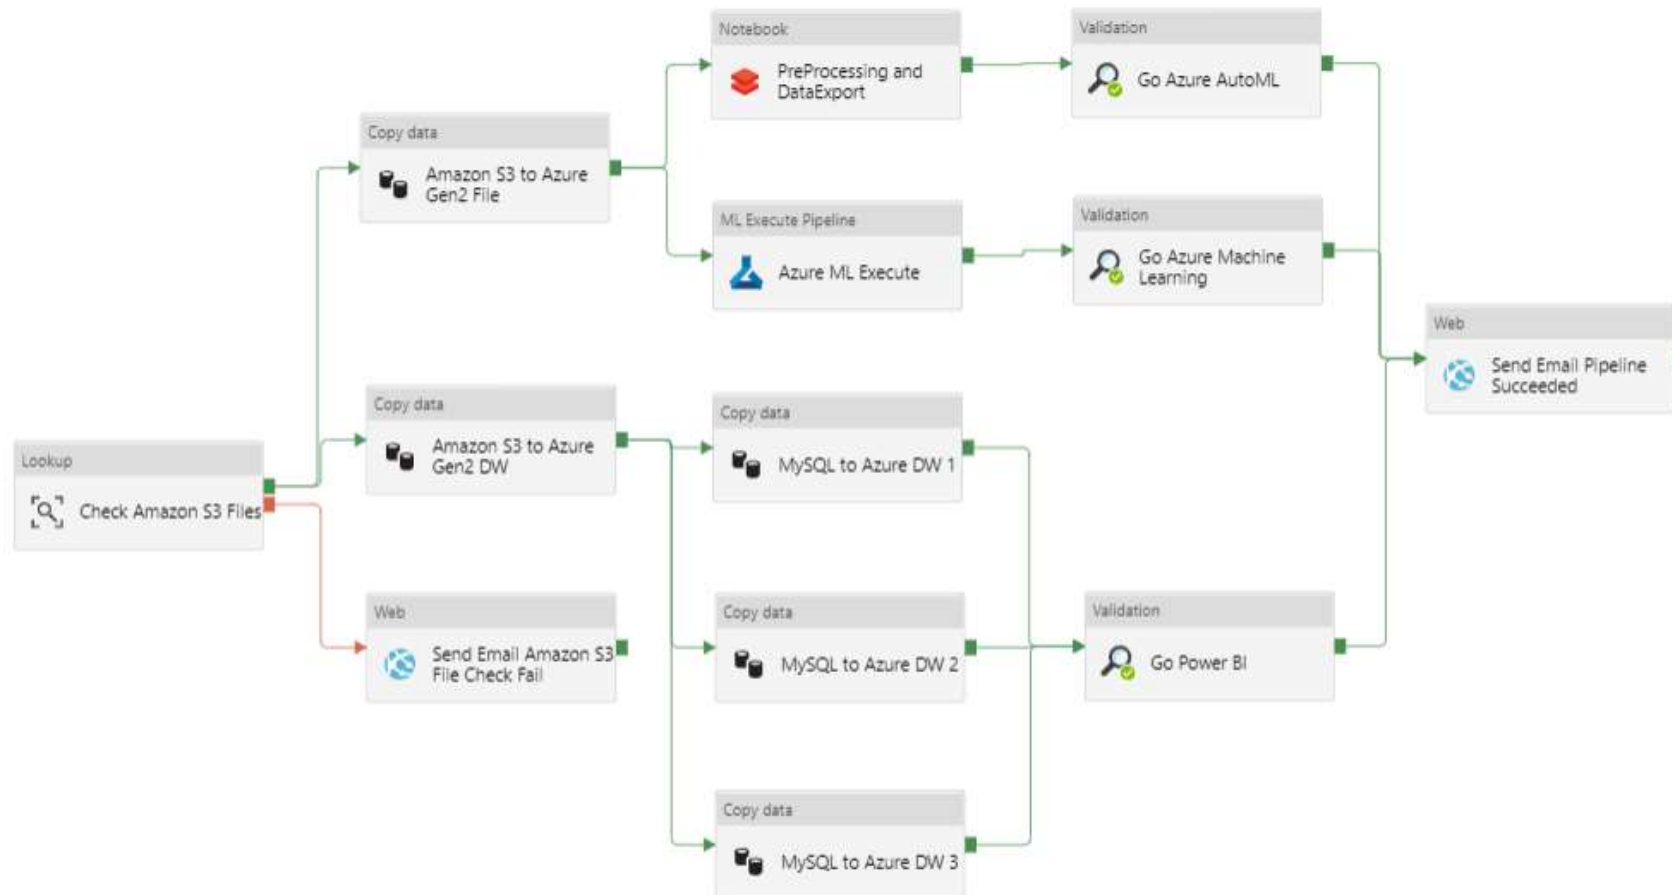 Notebook
PreProcessing and
DataExport
Validation
Go Azure AutoML
Copy data
Amazon S3 to Azure
Gen2 File
ML Execute Pipeline
Azure ML Execute
Validation
Go Azure Machine
Learning
Web
Send Email Pipeline
Succeeded
Copy data
Amazon S3 to Azure
Gen2 DW
Copy data
MySQL to Azure DW 1
Lookup
Check Amazon S3 Files
Web
Send Email Amazon S3
File Check Fail
Copy data
MySQL to Azure DW 2
Validation
Go Power BI
Copy data
MySQL to Azure DW 3